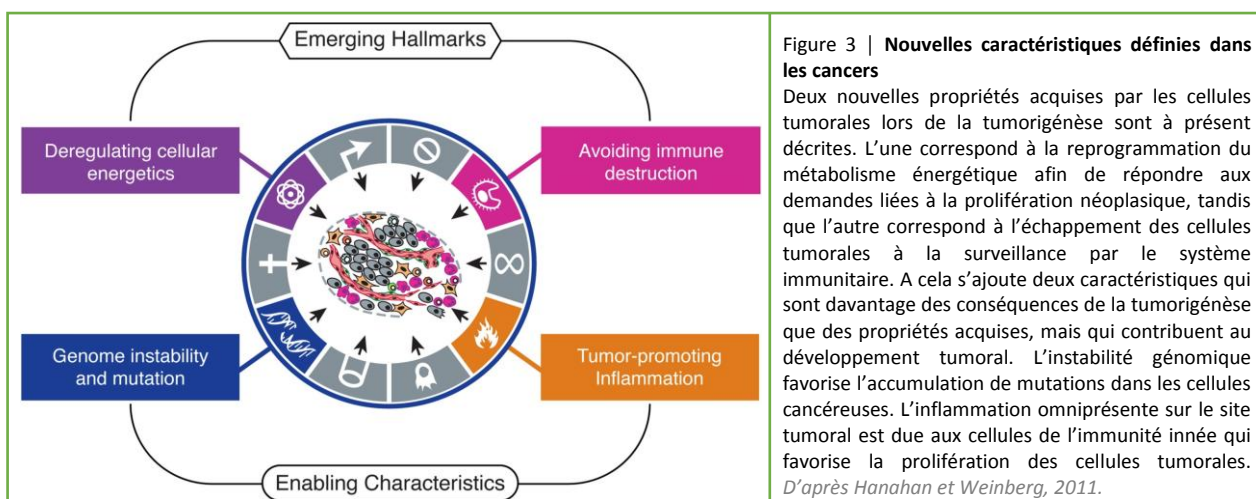 Emerging Hallmarks
Deregulating cellular
energetics
Avoiding immune
destruction
Genome instability
and mutation
Tumor-promoting
Inflammation
Enabling Characteristics
Figure 3 | Nouvelles caractéristiques définies dans
les cancers
Deux nouvelles propriétés acquises par les cellules
tumorales lors de la tumorigénèse sont à présent
décrites. L’une correspond à la reprogrammation du
métabolisme énergétique afin de répondre aux
demandes liées à la prolifération néoplasique, tandis
que l’autre correspond à l’échappement des cellules
tumorales à la surveillance par le système
immunitaire. A cela s’ajoute deux caractéristiques qui
sont davantage des conséquences de la tumorigénèse
que des propriétés acquises, mais qui contribuent au
développement tumoral. L’instabilité génomique
favorise l’accumulation de mutations dans les cellules
cancéreuses. L’inflammation omniprésente sur le site
tumoral est due aux cellules de l’immunité innée qui
favorise la prolifération des cellules tumorales.
D’après Hanahan et Weinberg, 2011.